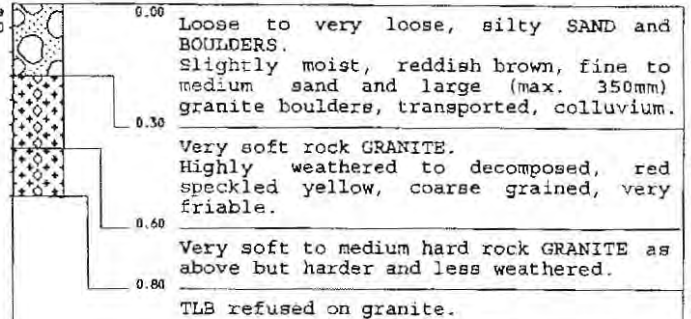 0.00
Loose to very loose, silty SAND and
BOULDERS.
Slightly moist, reddish brown, fine to
medium sand and large (max. 350mm)
granite boulders, transported, colluvium.
0.30
Very soft rock GRANITE.
Highly weathered to decomposed, red
speckled yellow, coarse grained, very
friable.
0.60
Very soft to medium hard rock GRANITE as
above but harder and less weathered.
0.80
TLB refused on granite.